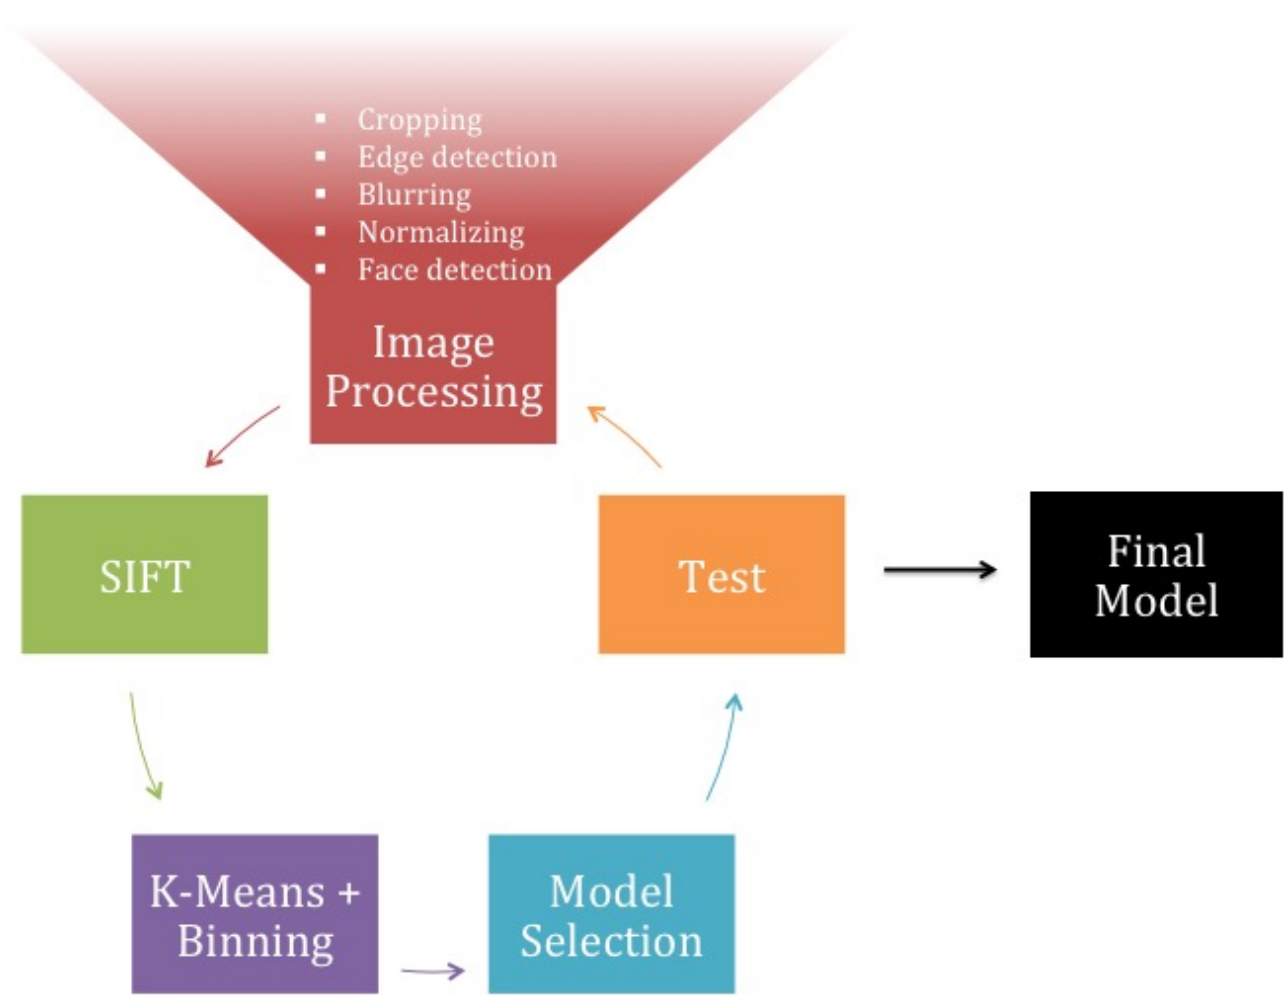 Cropping
Edge detection
Blurring
Normalizing
Face detection
Image
Processing
SIFT
Test
Final
Model
K-Means +
Binning
Model
Selection